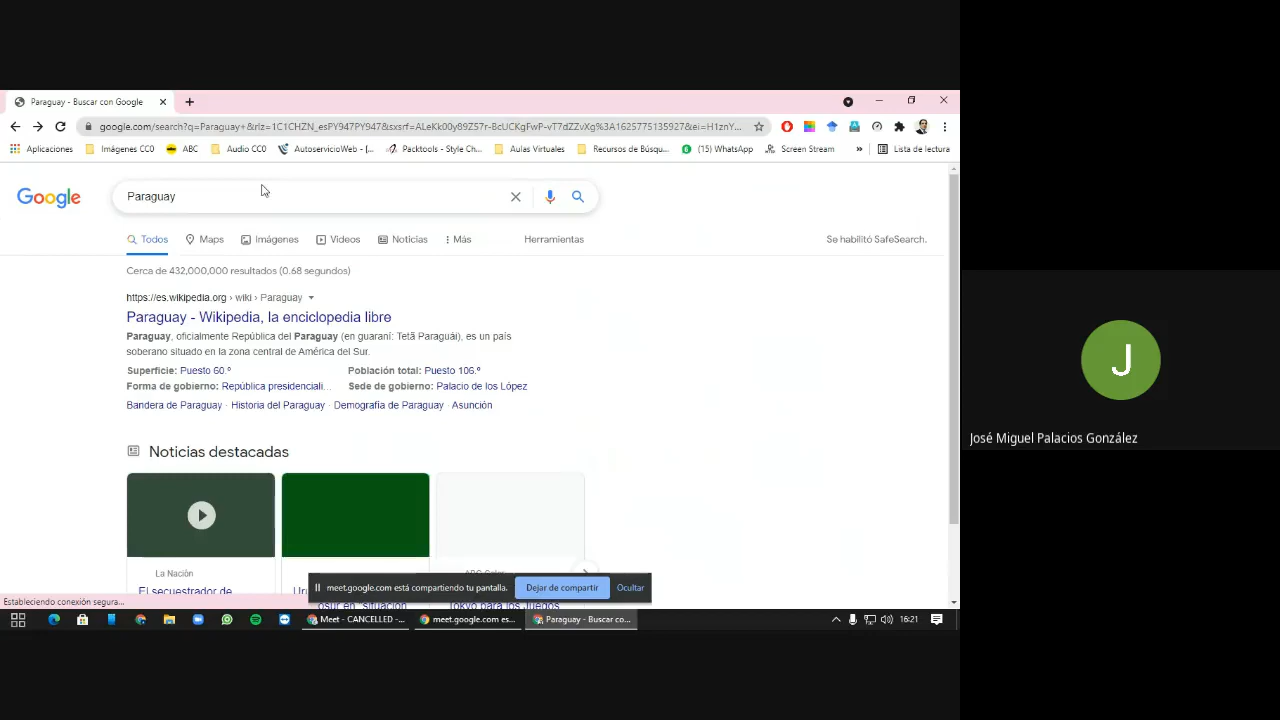 Paraguay - Buscar con Google
google.com/search?q=Paraguay+&rlz=1C1CHZN_esPY947PY947&sxsrf=ALeKk00y89Z57r-BcUCKgFwP-vT7dZZvXg%3A1625775135927&ei=H1znY...
Aplicaciones Imágenes CC0 ABC Audio CC0 AutoservicioWeb - [... Packtools - Style Ch... Aulas Virtuales Recursos de Búsqu... (15) WhatsApp Screen Stream » Lista de lectura
Google
Paraguay
Todos Maps Imágenes Videos Noticias Más Herramientas Se habilitó SafeSearch.
Cerca de 432,000,000 resultados (0.68 segundos)
https://es.wikipedia.org › wiki › Paraguay
Paraguay - Wikipedia, la enciclopedia libre
Paraguay, oficialmente República del Paraguay (en guaraní: Tetã Paraguái), es un país
soberano situado en la zona central de América del Sur.
Superficie: Puesto 60.º Población total: Puesto 106.º
Forma de gobierno: República presidenciali... Sede de gobierno: Palacio de los López
Bandera de Paraguay · Historia del Paraguay · Demografía de Paraguay · Asunción
Noticias destacadas
La Nación
El secuestrador de
meet.google.com está compartiendo tu pantalla. Dejar de compartir Ocultar
Estableciendo conexión segura...
Meet - CANCELLED -... meet.google.com es... Paraguay - Buscar co... 16:21
J
José Miguel Palacios González